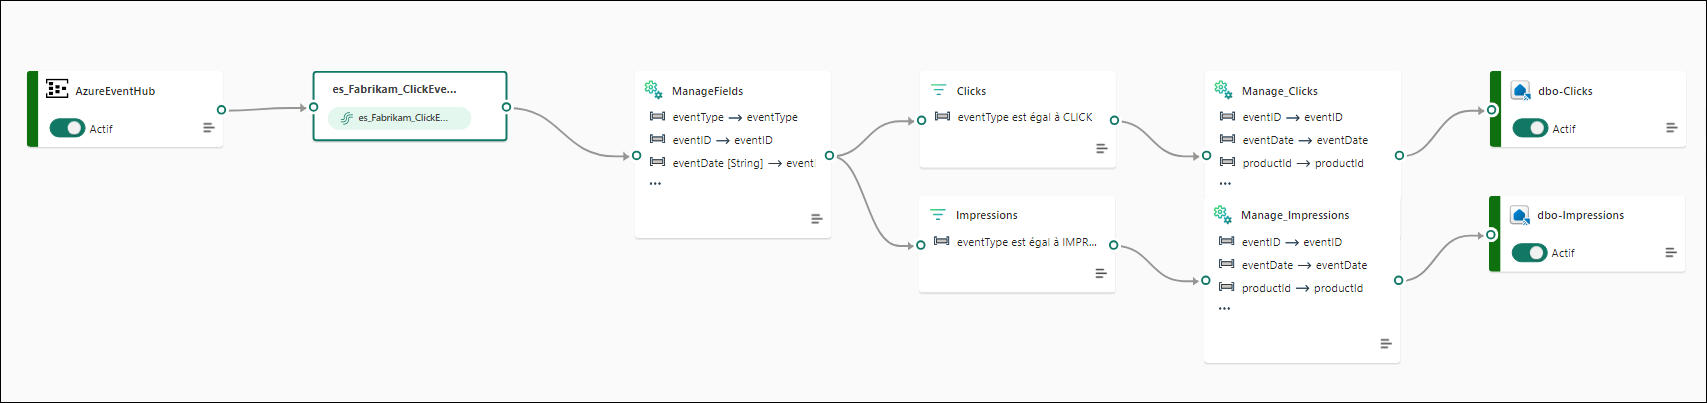 AzureEventHub
Actif
es_Fabrikam_ClickEve...
es_Fabrikam_ClickE...
ManageFields
eventType → eventType
eventID → eventID
eventDate [String] → eventI
...
Clicks
eventType est égal à CLICK
Impressions
eventType est égal à IMPR...
Manage_Clicks
eventID → eventID
eventDate → eventDate
productId → productId
...
Manage_Impressions
eventID → eventID
eventDate → eventDate
productId → productId
...
dbo-Clicks
Actif
dbo-Impressions
Actif